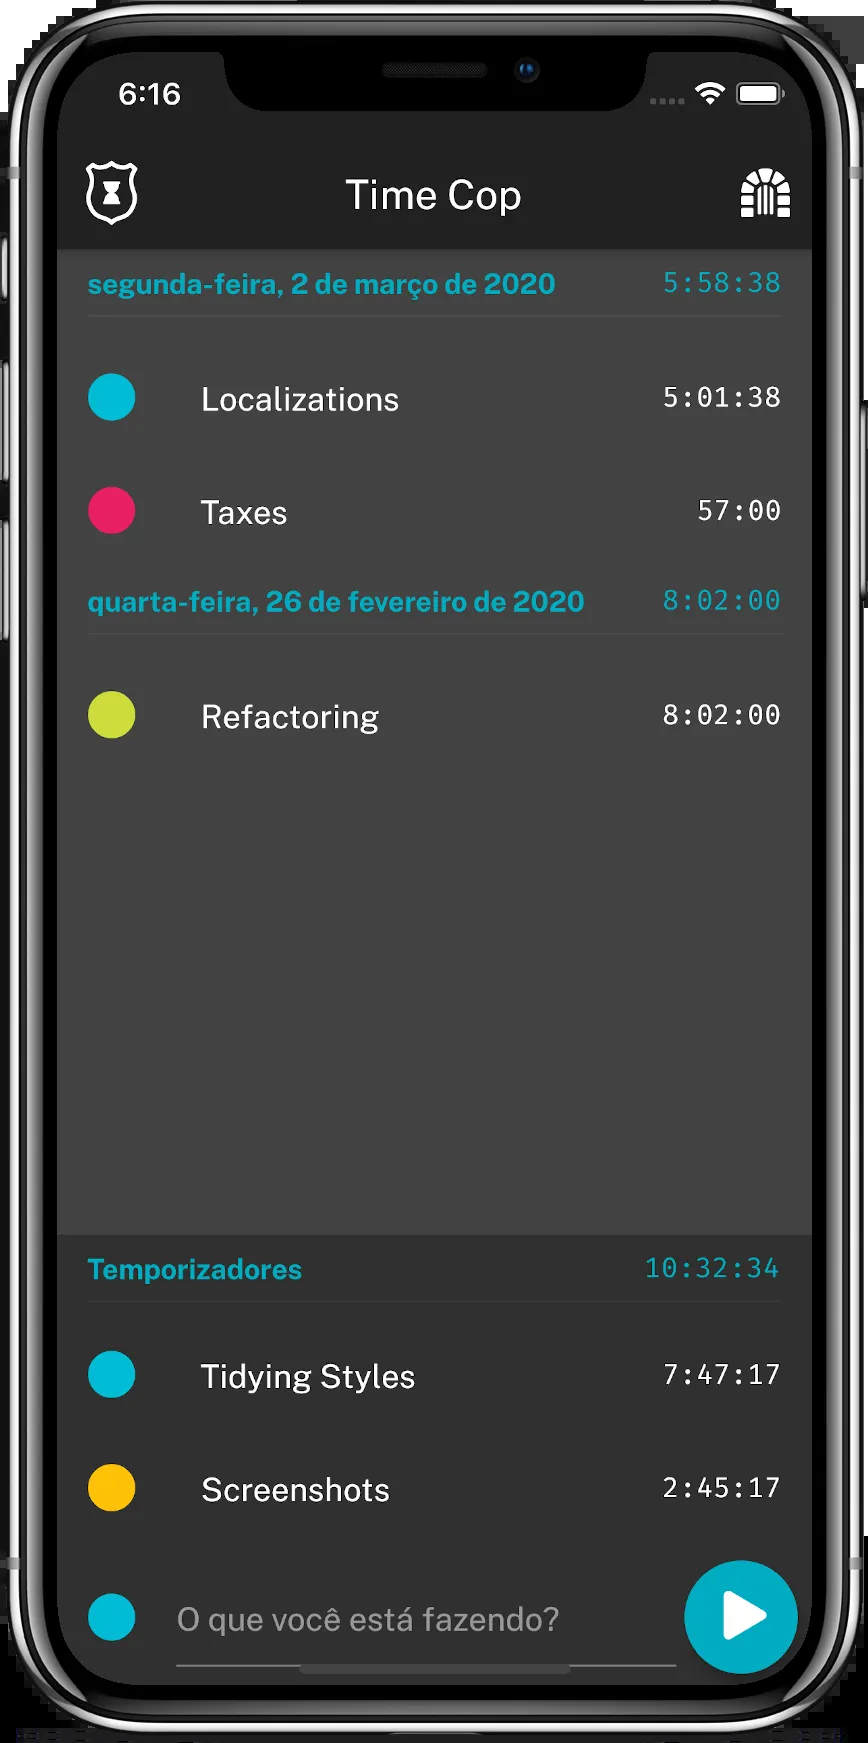 6:16
Time Cop
segunda-feira, 2 de março de 2020 5:58:38
Localizations 5:01:38
Taxes 57:00
quarta-feira, 26 de fevereiro de 2020 8:02:00
Refactoring 8:02:00
Temporizadores 10:32:34
Tidying Styles 7:47:17
Screenshots 2:45:17
O que você está fazendo?